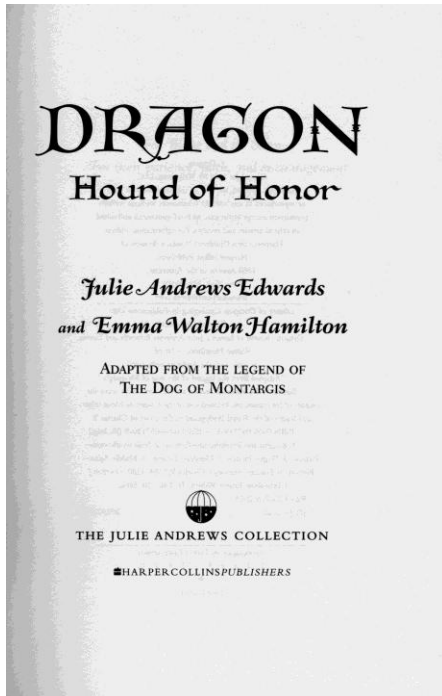 DRAGON
Hound of Honor
Julie Andrews Edwards
and Emma Walton Hamilton
ADAPTED FROM THE LEGEND OF
THE DOG OF MONTARGIS
THE JULIE ANDREWS COLLECTION
HARPERCOLLINSPUBLISHERS